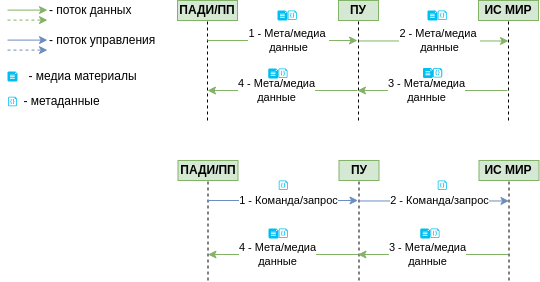 - поток данных
- поток управления
- медиа материалы
- метаданные
ПАДИ/ПП
ПУ
ИС МИР
1 - Мета/медиа
данные
2 - Мета/медиа
данные
4 - Мета/медиа
данные
3 - Мета/медиа
данные
ПАДИ/ПП
ПУ
ИС МИР
1 - Команда/запрос
2 - Команда/запрос
4 - Мета/медиа
данные
3 - Мета/медиа
данные